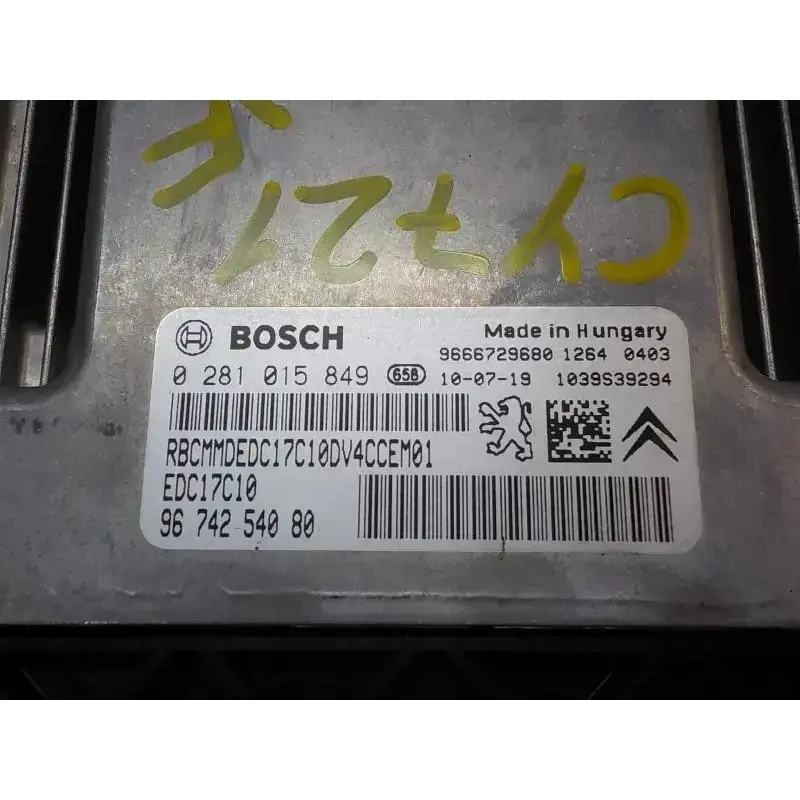 CY721
F
BOSCH
Made in Hungary
9666729680 1264 0403
0 281 015 849 658 10-07-19 1039S39294
RBCMMDEDC17C10DV4CCEM01
EDC17C10
96 742 540 80